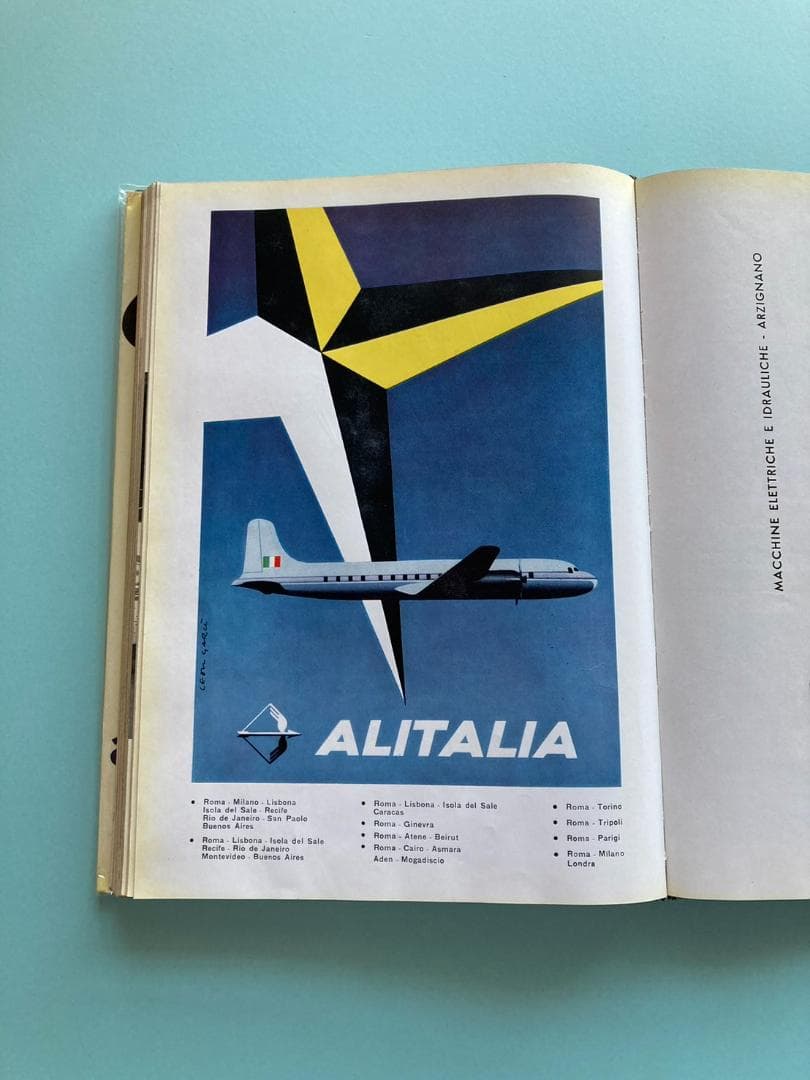 LEON GARÚ
ALITALIA
Roma - Milano - Lisbona
Isola del Sale - Recife
Rio de Janeiro - San Paolo
Buenos Aires
Roma - Lisbona - Isola del Sale
Recife - Rio de Janeiro
Montevideo - Buenos Aires
Roma - Lisbona - Isola del Sale
Caracas
Roma - Ginevra
Roma - Atene - Beirut
Roma - Cairo - Asmara
Aden - Mogadiscio
Roma - Torino
Roma - Tripoli
Roma - Parigi
Roma - Milano
Londra
MACCHINE ELETTRICHE E IDRAULICHE - ARZIGNANO